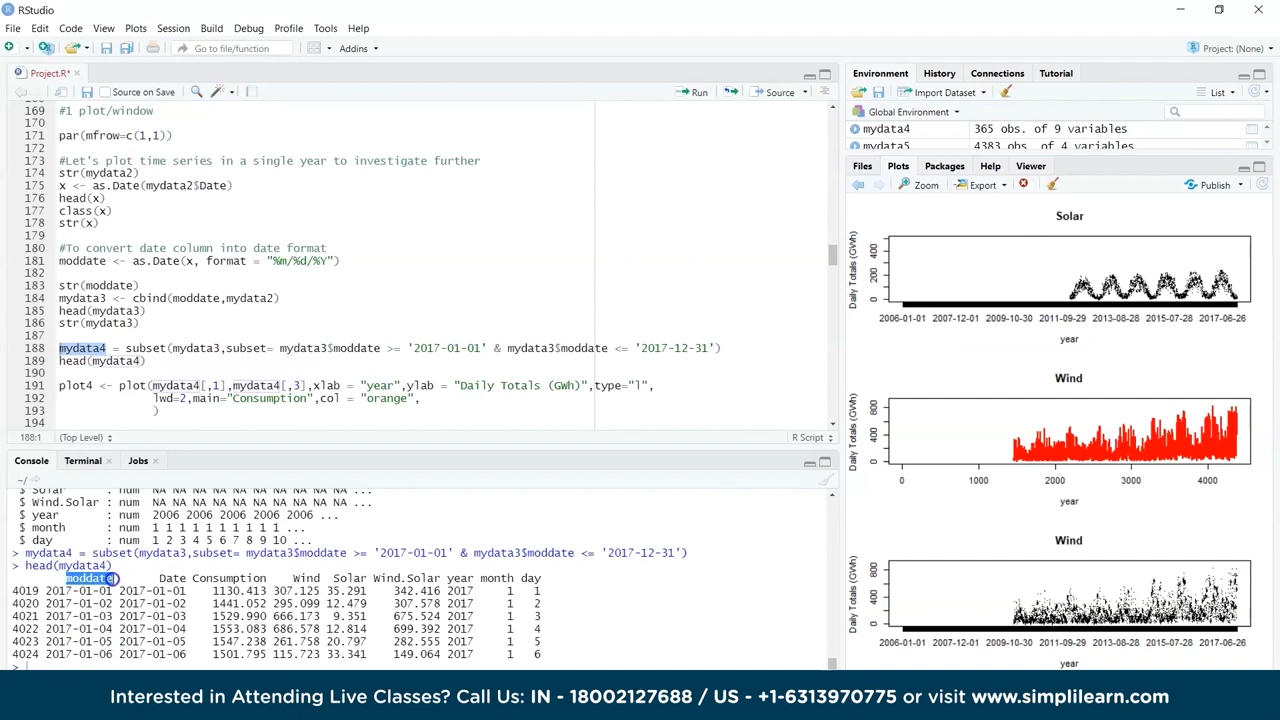 RStudio
File Edit Code View Plots Session Build Debug Profile Tools Help
Go to file/function Addins Project: (None)
Project.R*
Source on Save Run Source
169 #1 plot/window
170
171 par(mfrow=c(1,1))
172
173 #Let's plot time series in a single year to investigate further
174 str(mydata2)
175 x <- as.Date(mydata2$Date)
176 head(x)
177 class(x)
178 str(x)
179
180 #To convert date column into date format
181 moddate <- as.Date(x, format = "%m/%d/%Y")
182
183 str(moddate)
184 mydata3 <- cbind(moddate,mydata2)
185 head(mydata3)
186 str(mydata3)
187
188 mydata4 = subset(mydata3,subset= mydata3$moddate >= '2017-01-01' & mydata3$moddate <= '2017-12-31')
189 head(mydata4)
190
191 plot4 <- plot(mydata4[,1],mydata4[,3],xlab = "year",ylab = "Daily Totals (GWh)",type="l",
192 lwd=2,main="Consumption",col = "orange",
193 )
194
188:1 (Top Level) R Script
Console Terminal Jobs
~/
$ Solar : num NA NA NA NA NA NA NA NA NA NA ...
$ Wind.Solar : num NA NA NA NA NA NA NA NA NA NA ...
$ year : num 2006 2006 2006 2006 2006 ...
$ month : num 1 1 1 1 1 1 1 1 1 1 ...
$ day : num 1 2 3 4 5 6 7 8 9 10 ...
> mydata4 = subset(mydata3,subset= mydata3$moddate >= '2017-01-01' & mydata3$moddate <= '2017-12-31')
> head(mydata4)
moddate Date Consumption Wind Solar Wind.Solar year month day
4019 2017-01-01 2017-01-01 1130.413 307.125 35.291 342.416 2017 1 1
4020 2017-01-02 2017-01-02 1441.052 295.099 12.479 307.578 2017 1 2
4021 2017-01-03 2017-01-03 1529.990 666.173 9.351 675.524 2017 1 3
4022 2017-01-04 2017-01-04 1553.083 686.578 12.814 699.392 2017 1 4
4023 2017-01-05 2017-01-05 1547.238 261.758 20.797 282.555 2017 1 5
4024 2017-01-06 2017-01-06 1501.795 115.723 33.341 149.064 2017 1 6
>
Environment History Connections Tutorial
Import Dataset List
Global Environment
mydata4 365 obs. of 9 variables
mydata5 4383 obs. of 4 variables
Files Plots Packages Help Viewer
Zoom Export Publish
Solar
Daily Totals (GWh)
400
200
0
2006-01-01 2007-12-01 2009-10-30 2011-09-29 2013-08-28 2015-07-28 2017-06-26
year
Wind
Daily Totals (GWh)
800
400
0
0 1000 2000 3000 4000
year
Wind
Daily Totals (GWh)
800
400
0
2006-01-01 2007-12-01 2009-10-30 2011-09-29 2013-08-28 2015-07-28 2017-06-26
year
Interested in Attending Live Classes? Call Us: IN - 18002127688 / US - +1-6313970775 or visit www.simplilearn.com